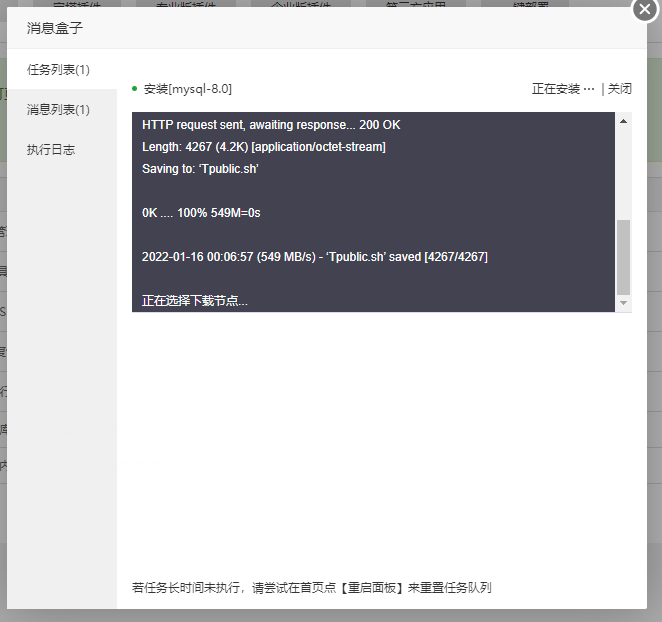 消息盒子
任务列表(1)
消息列表(1)
执行日志
安装[mysql-8.0]
正在安装 ··· | 关闭
HTTP request sent, awaiting response... 200 OK
Length: 4267 (4.2K) [application/octet-stream]
Saving to: ‘Tpublic.sh’
0K .... 100% 549M=0s
2022-01-16 00:06:57 (549 MB/s) - ‘Tpublic.sh’ saved [4267/4267]
正在选择下载节点...
若任务长时间未执行，请尝试在首页点【重启面板】来重置任务队列